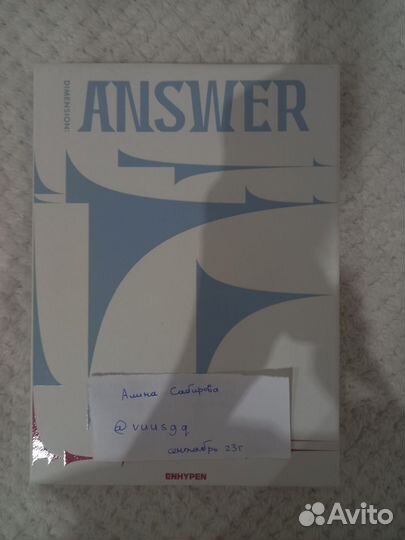 DIMENSION:
ANSWER
Алина Сабирова
@vuusgq
сентябрь 23г
ENHYPEN
Avito